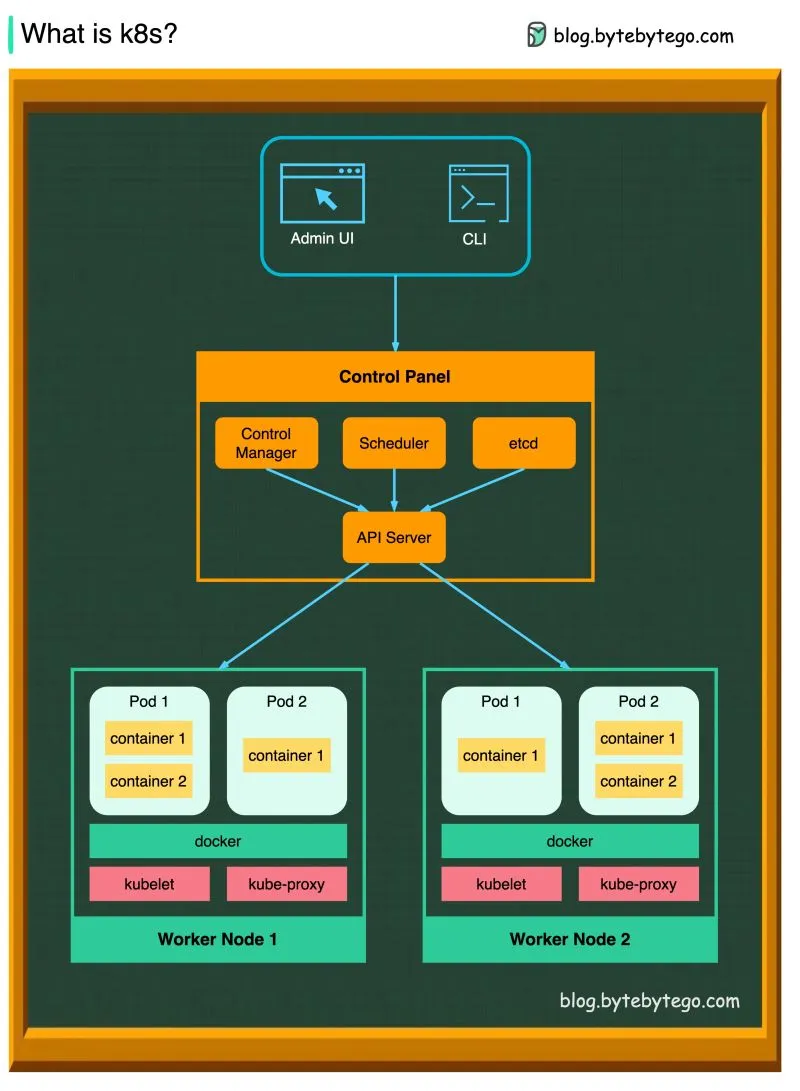 What is k8s?
blog.bytebytego.com
Admin UI
CLI
Control Panel
Control
Manager
Scheduler
etcd
API Server
Pod 1
container 1
container 2
Pod 2
container 1
docker
kubelet
kube-proxy
Worker Node 1
Pod 1
container 1
Pod 2
container 1
container 2
docker
kubelet
kube-proxy
Worker Node 2
blog.bytebytego.com